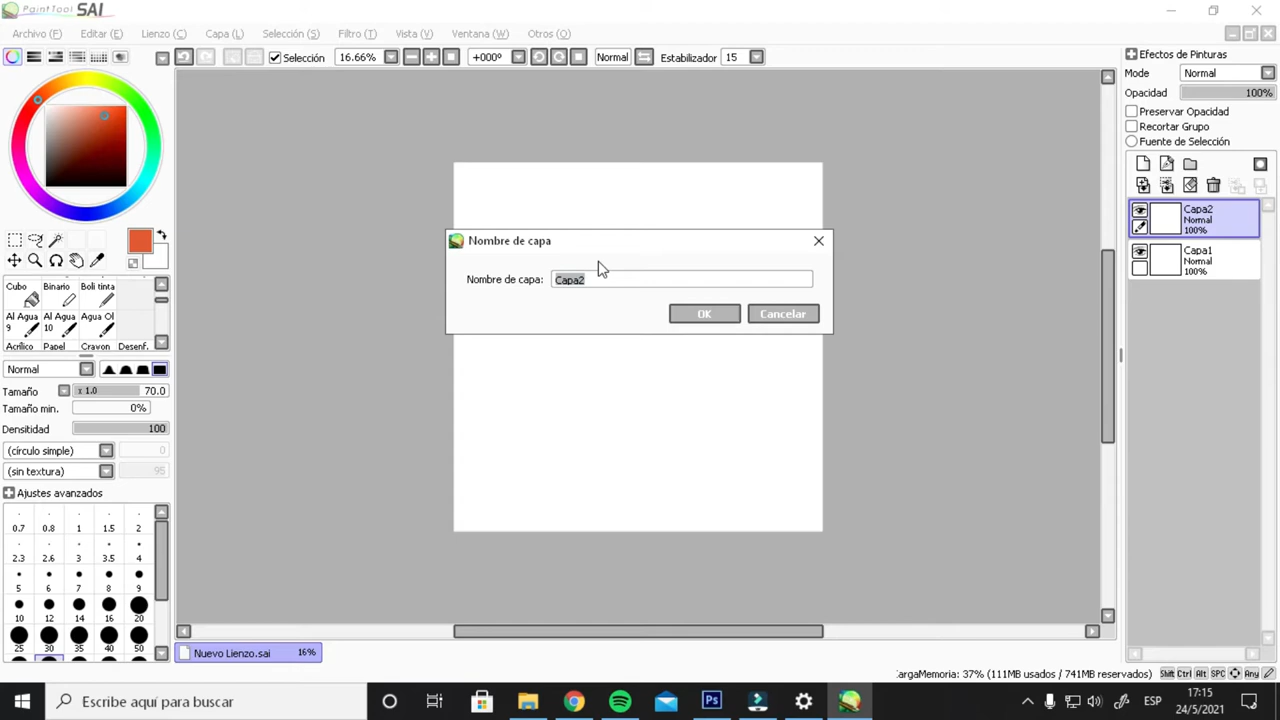 PaintTool SAI
Archivo (F) Editar (E) Lienzo (C) Capa (L) Selección (S) Filtro (T) Vista (V) Ventana (W) Otros (O)
Selección 16.66% +000º Normal Estabilizador 15
Efectos de Pinturas
Mode Normal
Opacidad 100%
Preservar Opacidad
Recortar Grupo
Fuente de Selección
Capa2
Normal
100%
Capa1
Normal
100%
Nombre de capa
Nombre de capa: Capa2
OK Cancelar
Cubo Binario Boli tinta
Al Agua 9 Al Agua 10 Agua Ol
Acrílico Papel Crayon Desenf.
Normal
Tamaño x 1.0 70.0
Tamaño min. 0%
Densitidad 100
(círculo simple) 0
(sin textura) 95
Ajustes avanzados
0.7 0.8 1 1.5 2
2.3 2.6 3 3.5 4
5 6 7 8 9
10 12 14 16 20
25 30 35 40 50
Nuevo Lienzo.sai 16%
CargaMemoria: 37% (111MB usados / 741MB reservados) Shift Ctrl Alt SPC Any
Escribe aquí para buscar
Ps
ESP
17:15
24/5/2021